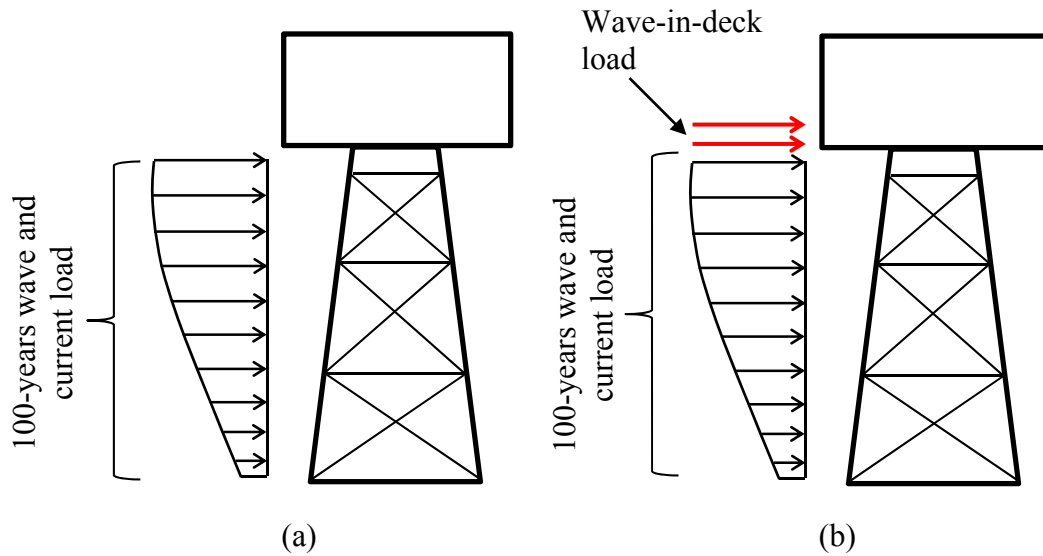 Wave-in-deck
load
100-years wave and
current load
100-years wave and
current load
(a)
(b)